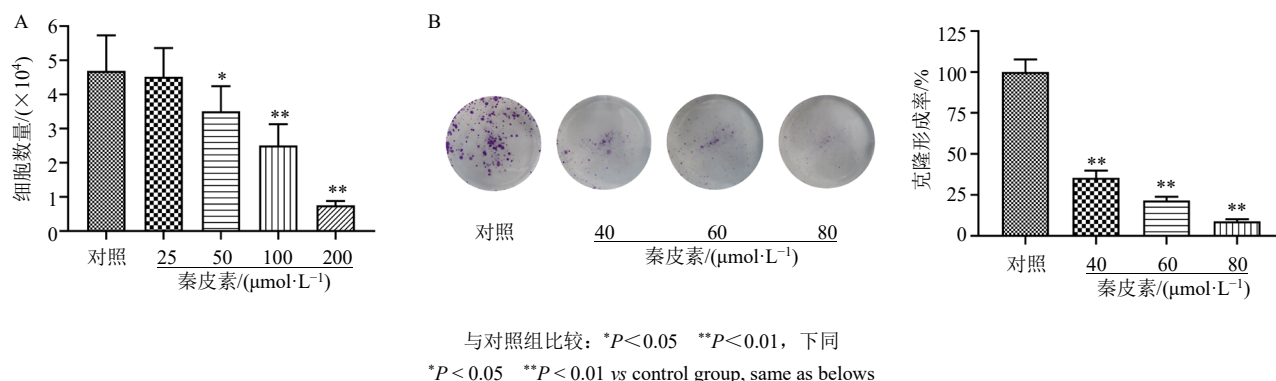 A
细胞数量/(×10⁴)
6
5
4
3
2
1
0
*
**
**
对照 25 50 100 200
秦皮素/(μmol·L⁻¹)
B
对照 40 60 80
秦皮素/(μmol·L⁻¹)
克隆形成率/%
125
100
75
50
25
0
**
**
**
对照 40 60 80
秦皮素/(μmol·L⁻¹)
与对照组比较：*P<0.05 **P<0.01，下同
*P < 0.05 **P < 0.01 vs control group, same as belows